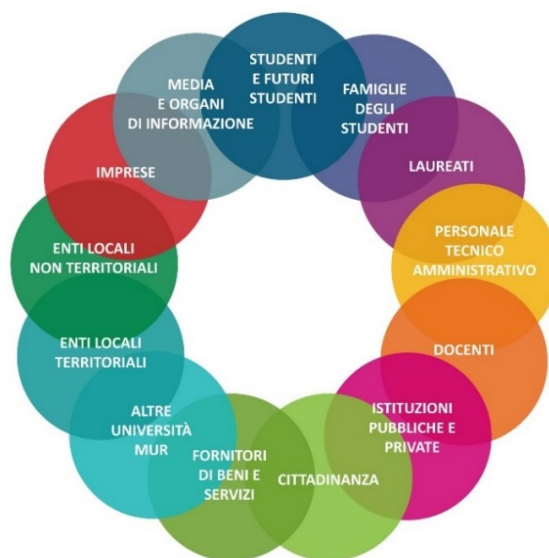 STUDENTI
E FUTURI
STUDENTI
FAMIGLIE
DEGLI
STUDENTI
LAUREATI
PERSONALE
TECNICO
AMMINISTRATIVO
DOCENTI
ISTITUZIONI
PUBBLICHE E
PRIVATE
CITTADINANZA
FORNITORI
DI BENI E
SERVIZI
ALTRE
UNIVERSITÀ
MUR
ENTI LOCALI
TERRITORIALI
ENTI LOCALI
NON TERRITORIALI
IMPRESE
MEDIA
E ORGANI
DI INFORMAZIONE